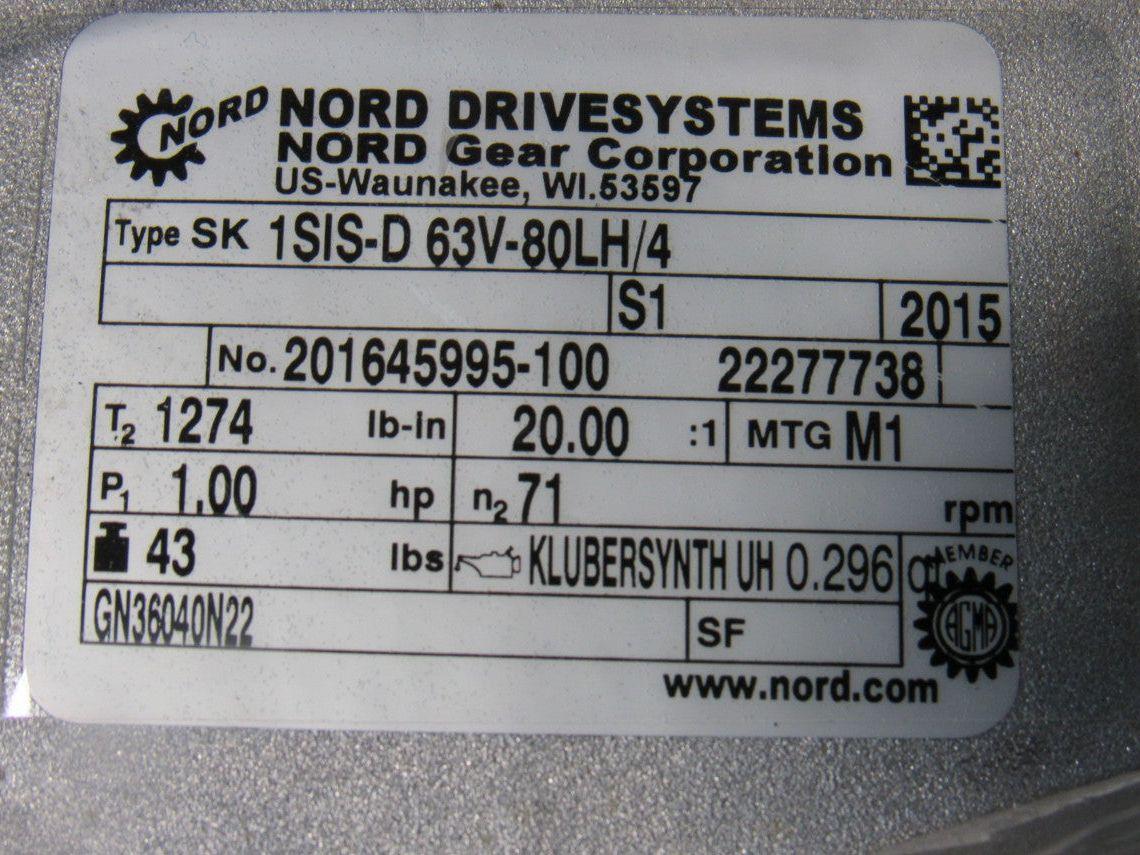 NORD
NORD DRIVESYSTEMS
NORD Gear Corporation
US-Waunakee, WI.53597
Type SK 1SIS-D 63V-80LH/4
S1 2015
No. 201645995-100 22277738
T2 1274 lb-in 20.00 :1 MTG M1
P1 1.00 hp n2 71 rpm
43 lbs KLUBERSYNTH UH 0.296
MEMBER
AGMA
GN36040N22 SF
www.nord.com